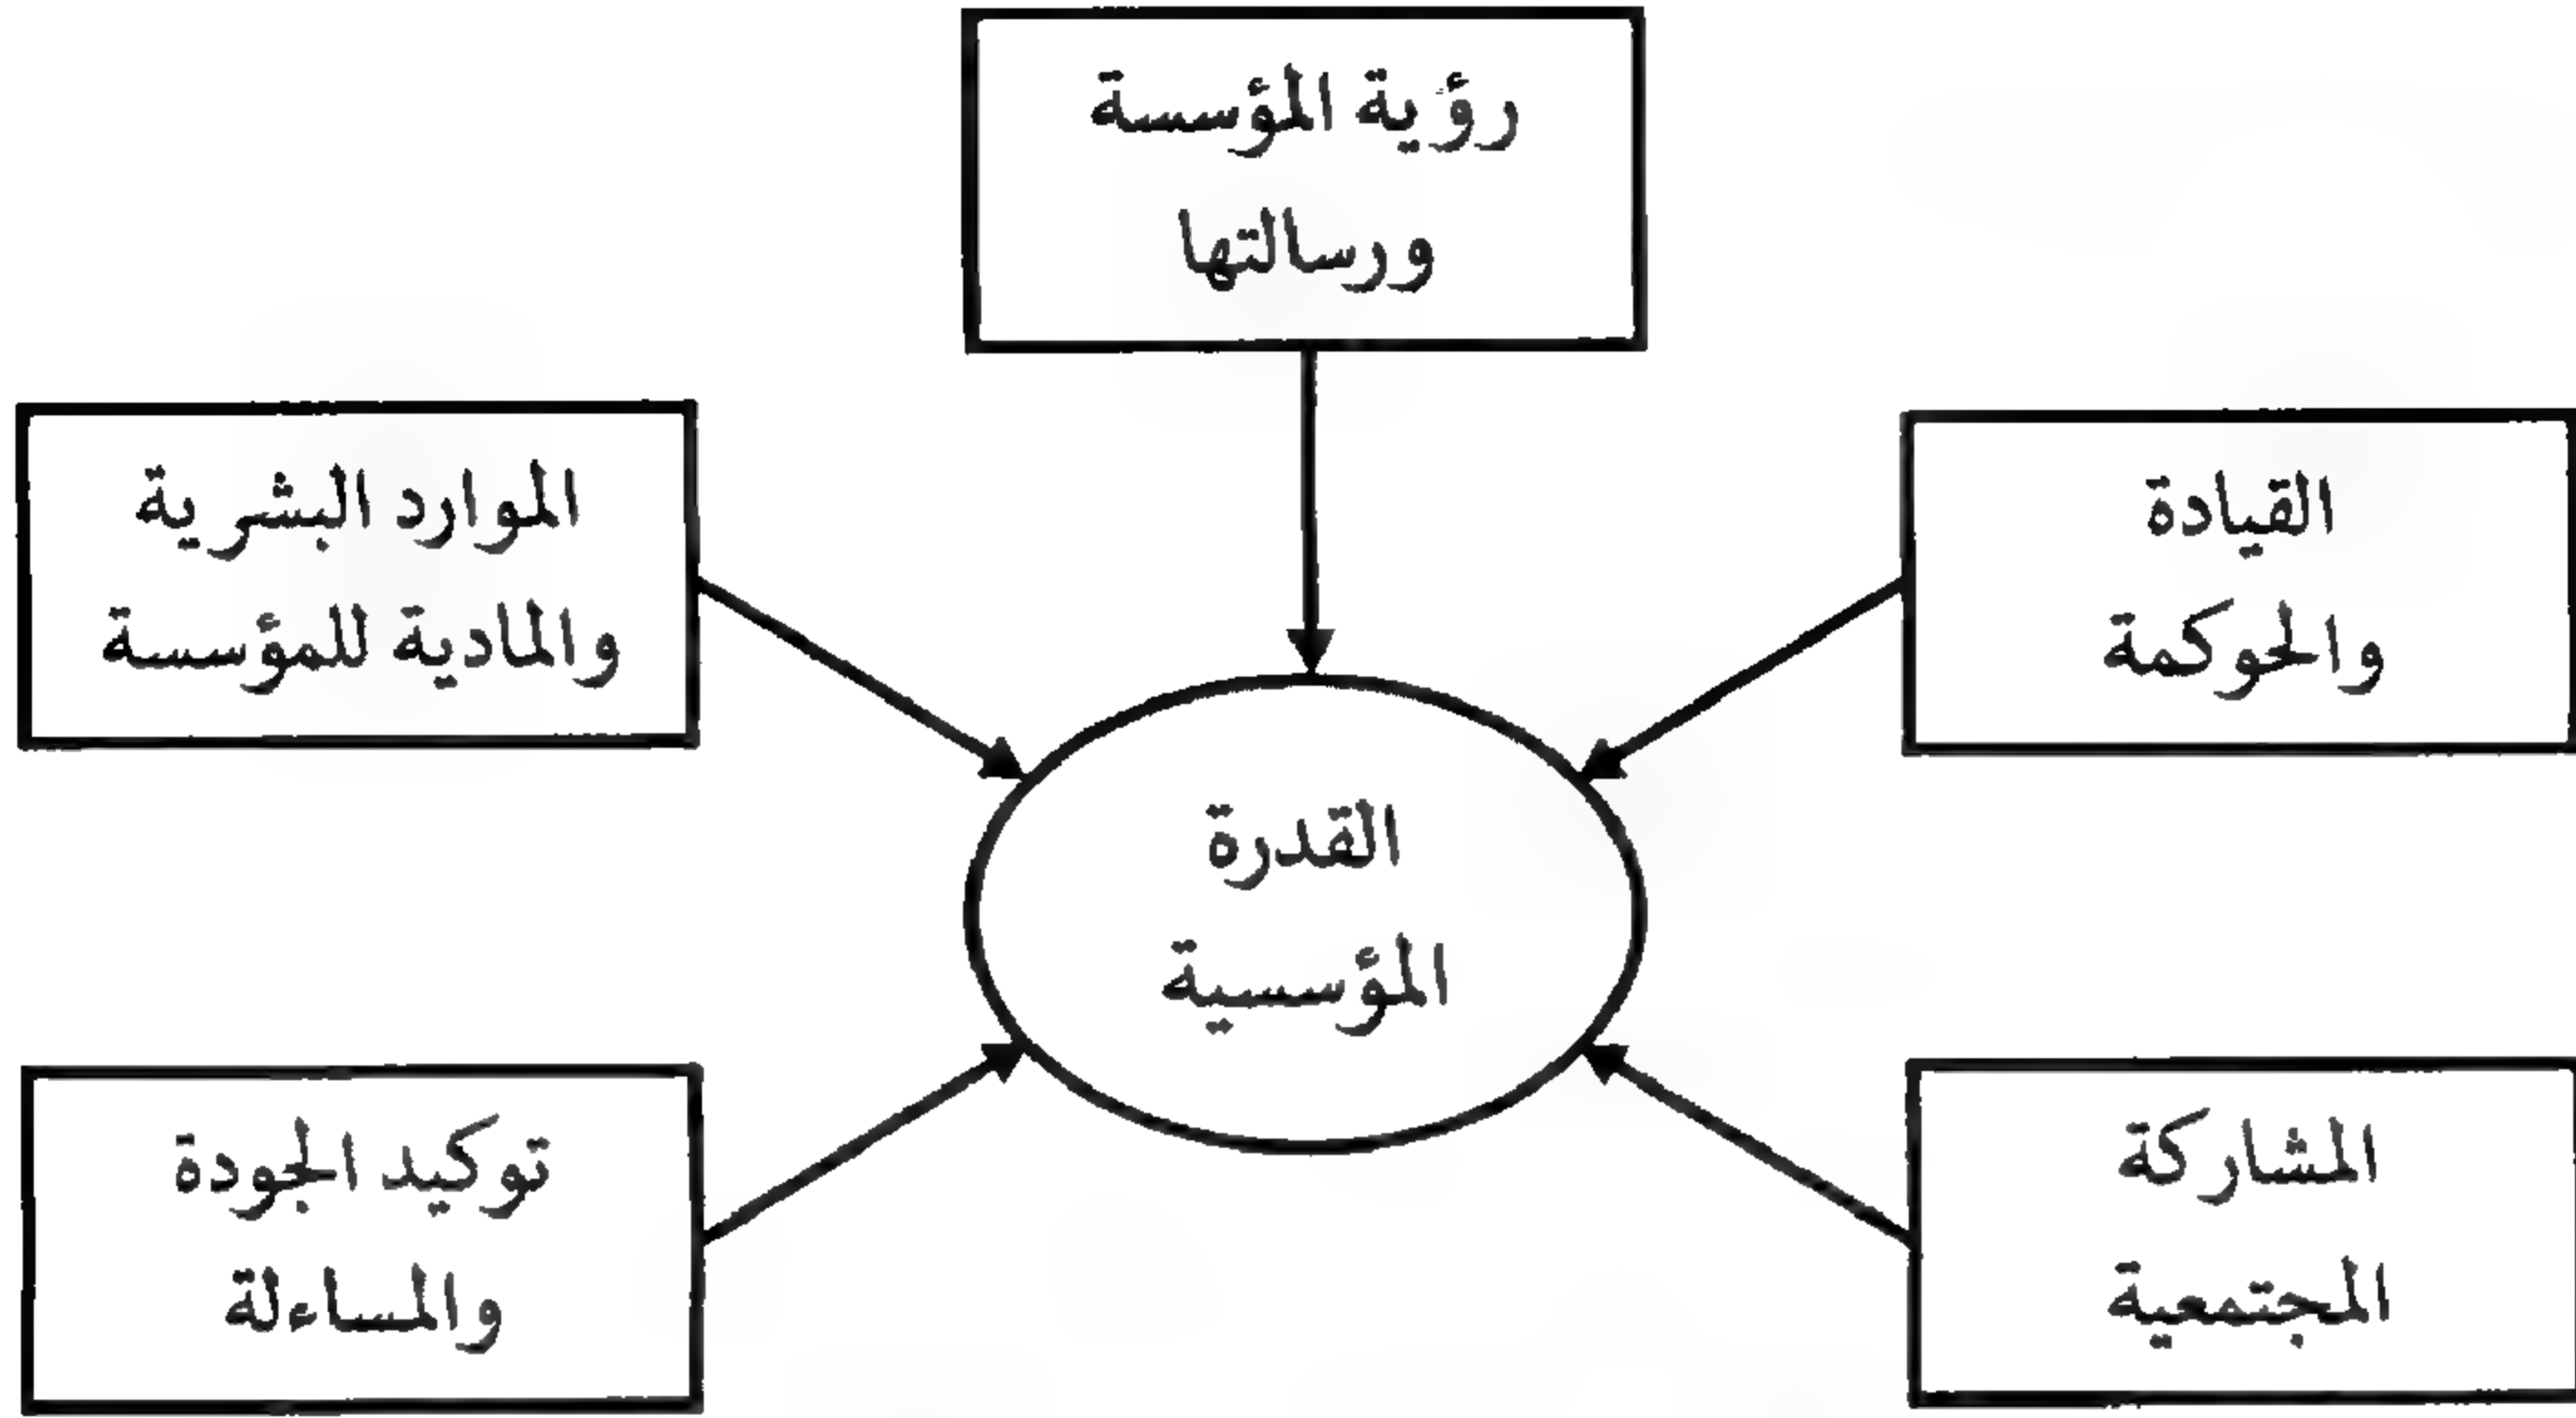 رؤية المؤسسة
ورسالتها
القيادة
والحوكمة
الموارد البشرية
والمادية للمؤسسة
القدرة
المؤسسية
المشاركة
المجتمعية
توكيد الجودة
والمساءلة